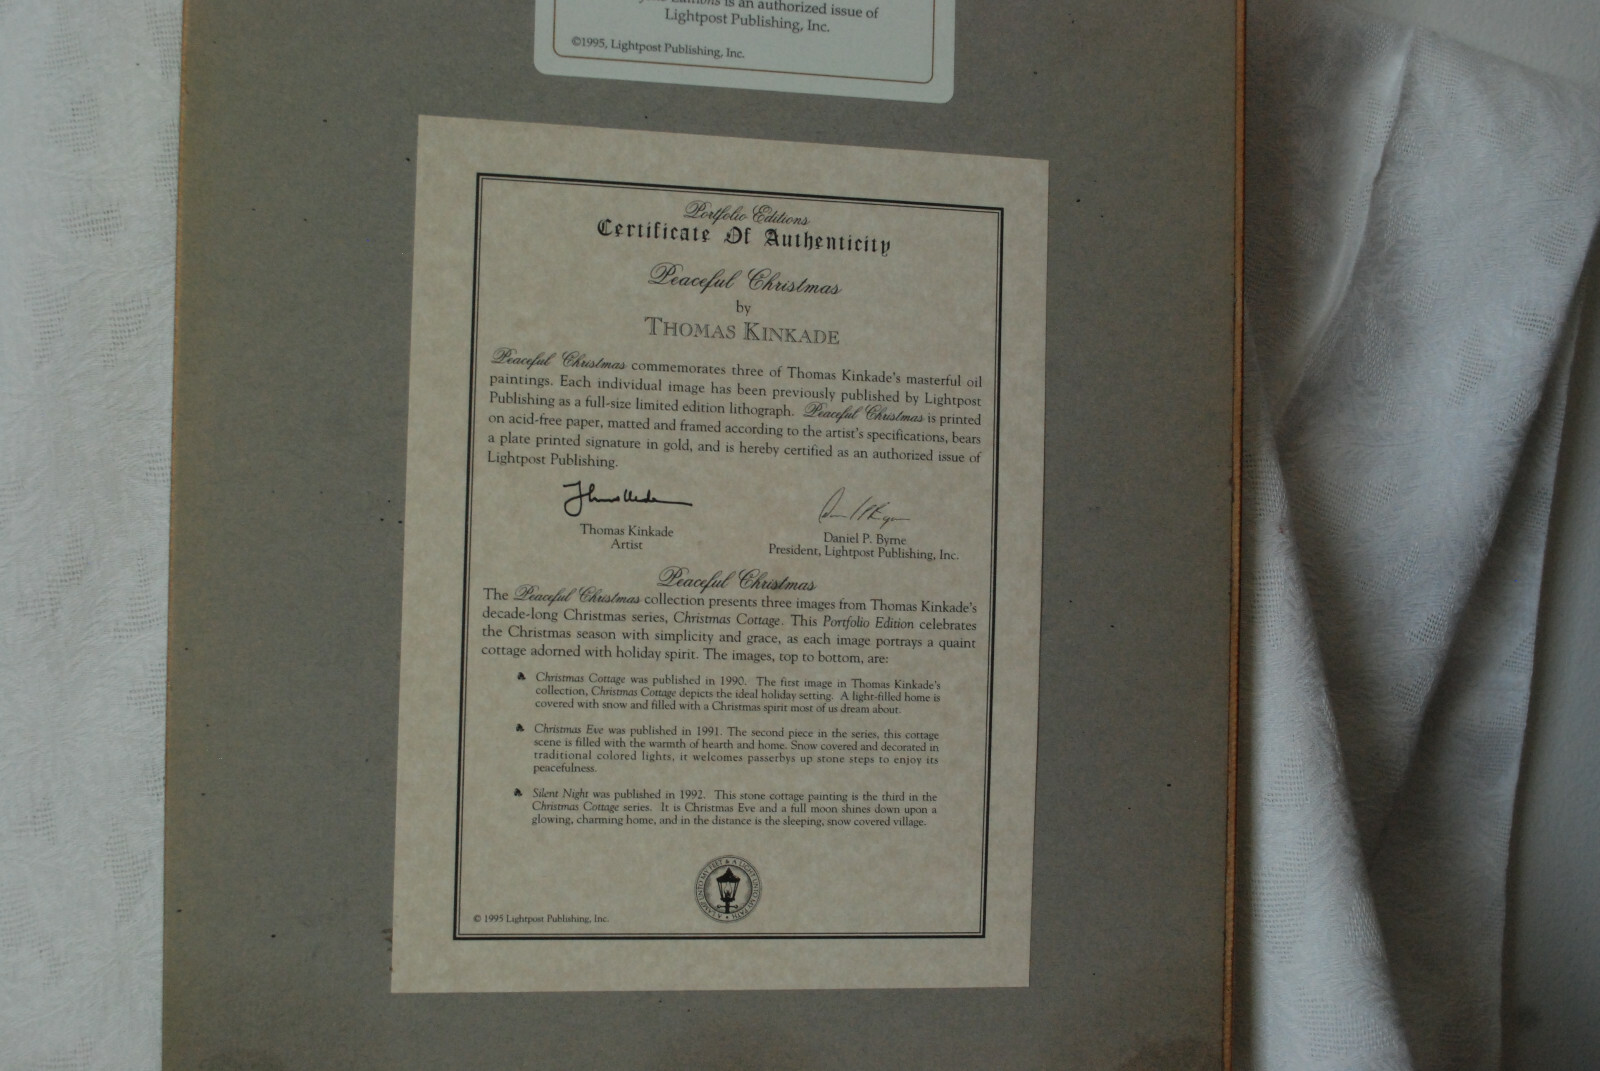 Editions is an authorized issue of
Lightpost Publishing, Inc.
©1995, Lightpost Publishing, Inc.
Portfolio Editions
Certificate Of Authenticity
Peaceful Christmas
by
THOMAS KINKADE
Peaceful Christmas commemorates three of Thomas Kinkade's masterful oil
paintings. Each individual image has been previously published by Lightpost
Publishing as a full-size limited edition lithograph. Peaceful Christmas is printed
on acid-free paper, matted and framed according to the artist's specifications, bears
a plate printed signature in gold, and is hereby certified as an authorized issue of
Lightpost Publishing.
Thomas Kinkade
Artist
Daniel P. Byrne
President, Lightpost Publishing, Inc.
Peaceful Christmas
The Peaceful Christmas collection presents three images from Thomas Kinkade's
decade-long Christmas series, Christmas Cottage. This Portfolio Edition celebrates
the Christmas season with simplicity and grace, as each image portrays a quaint
cottage adorned with holiday spirit. The images, top to bottom, are:
Christmas Cottage was published in 1990. The first image in Thomas Kinkade's
collection, Christmas Cottage depicts the ideal holiday setting. A light-filled home is
covered with snow and filled with a Christmas spirit most of us dream about.
Christmas Eve was published in 1991. The second piece in the series, this cottage
scene is filled with the warmth of hearth and home. Snow covered and decorated in
traditional colored lights, it welcomes passerbys up stone steps to enjoy its
peacefulness.
Silent Night was published in 1992. This stone cottage painting is the third in the
Christmas Cottage series. It is Christmas Eve and a full moon shines down upon a
glowing, charming home, and in the distance is the sleeping, snow covered village.
A LAMP UNTO MY FEET & A LIGHT UNTO MY PATH
© 1995 Lightpost Publishing, Inc.